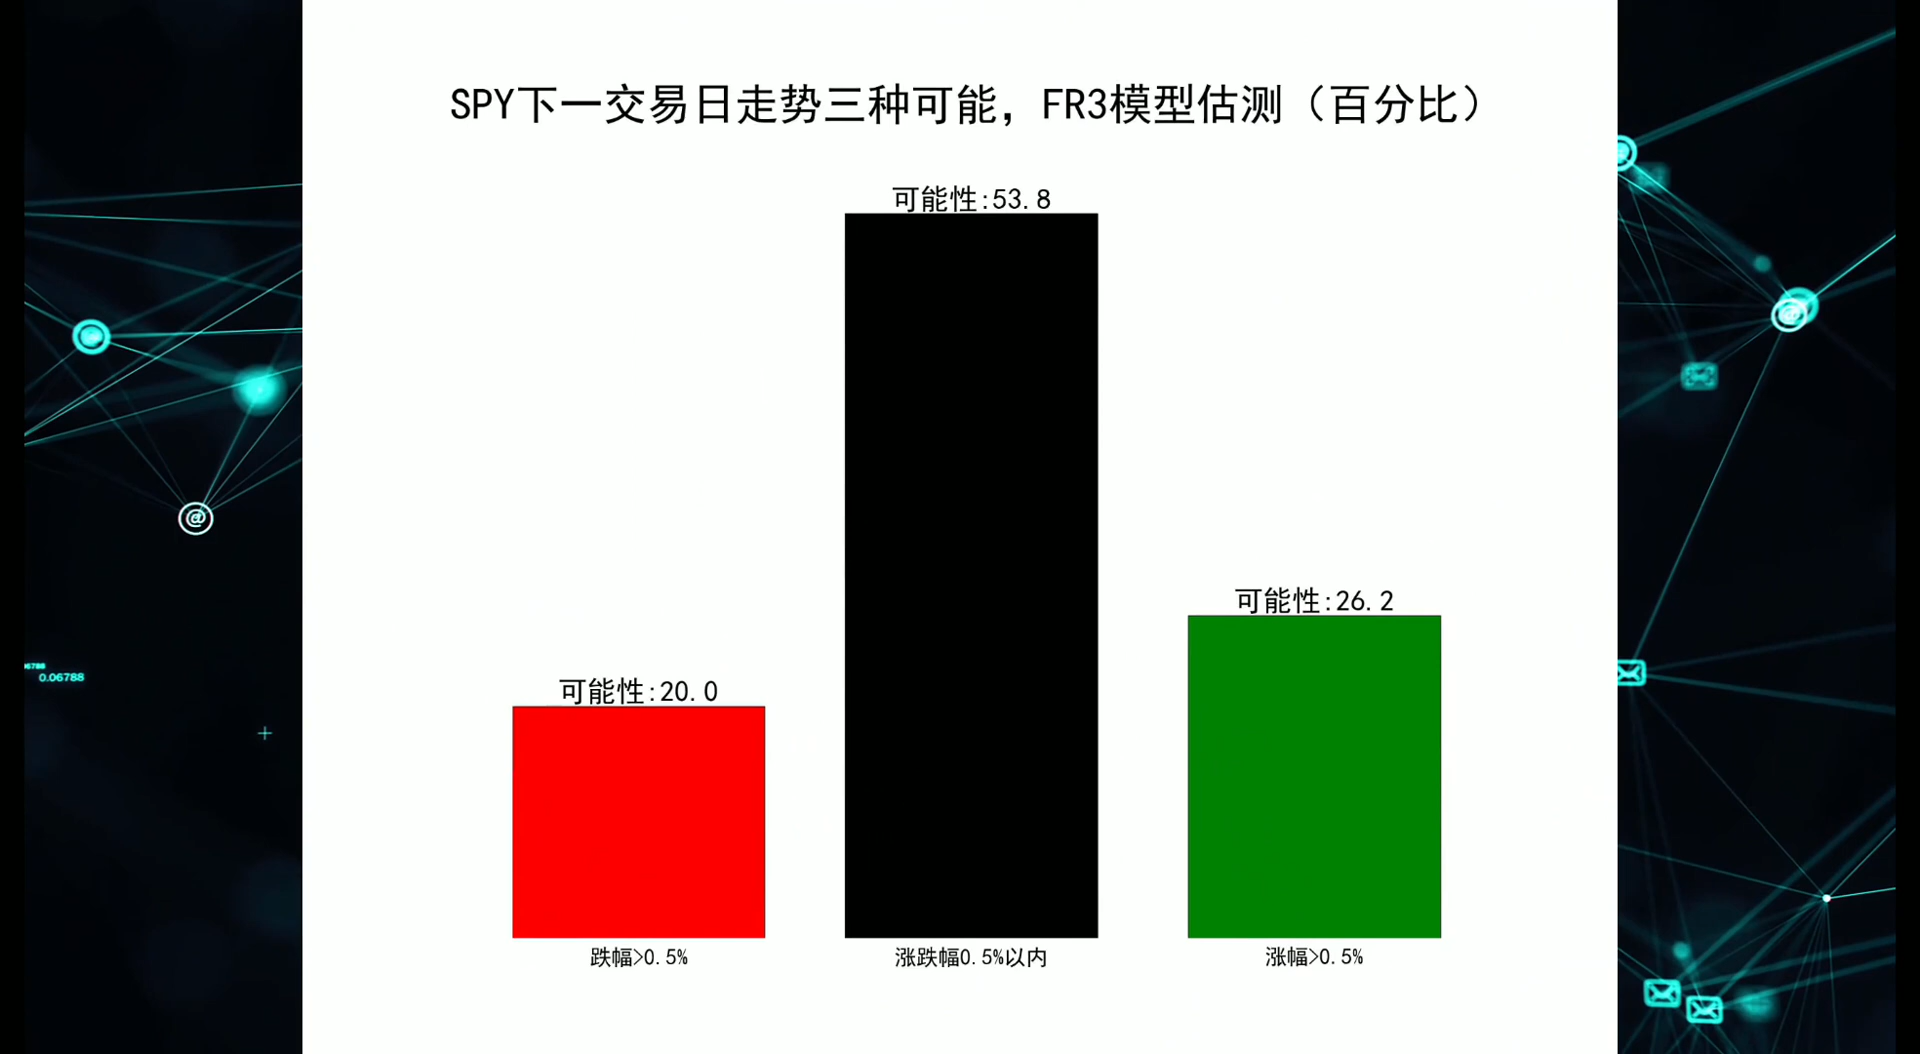 SPY下一交易日走势三种可能，FR3模型估测（百分比）
可能性:53.8
可能性:26.2
可能性:20.0
跌幅>0.5%
涨跌幅0.5%以内
涨幅>0.5%
0.06788
@
@